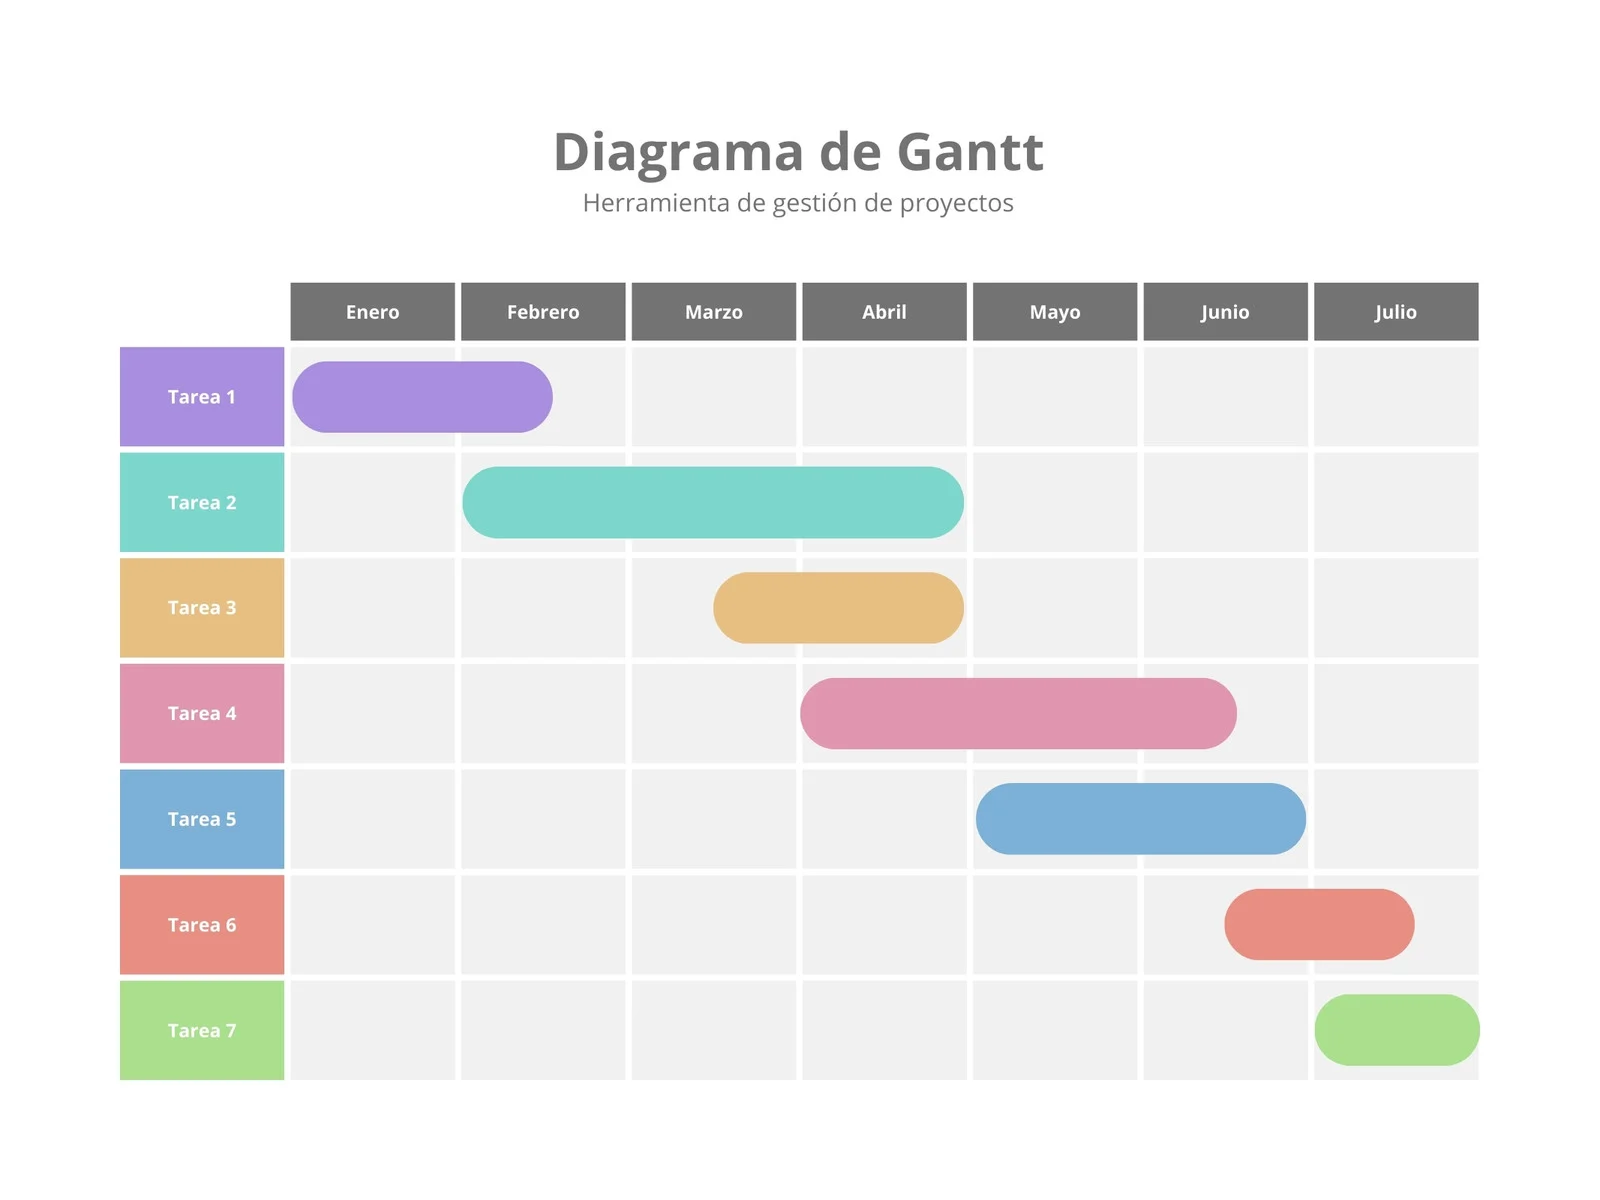 Diagrama de Gantt
Herramienta de gestión de proyectos
Enero Febrero Marzo Abril Mayo Junio Julio
Tarea 1
Tarea 2
Tarea 3
Tarea 4
Tarea 5
Tarea 6
Tarea 7